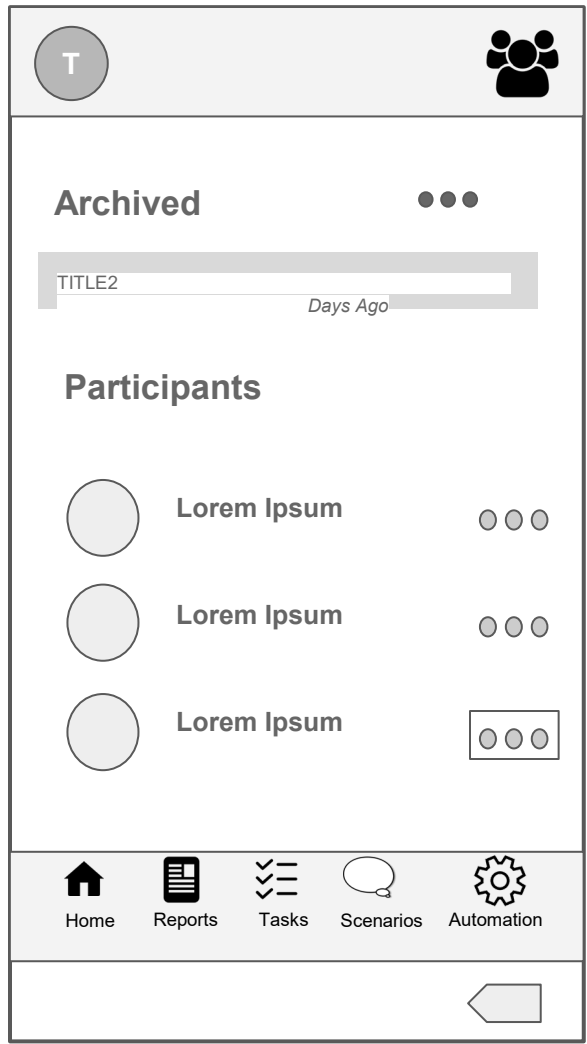 T
Archived
TITLE2
Days Ago
Participants
Lorem Ipsum
Lorem Ipsum
Lorem Ipsum
Home Reports Tasks Scenarios Automation